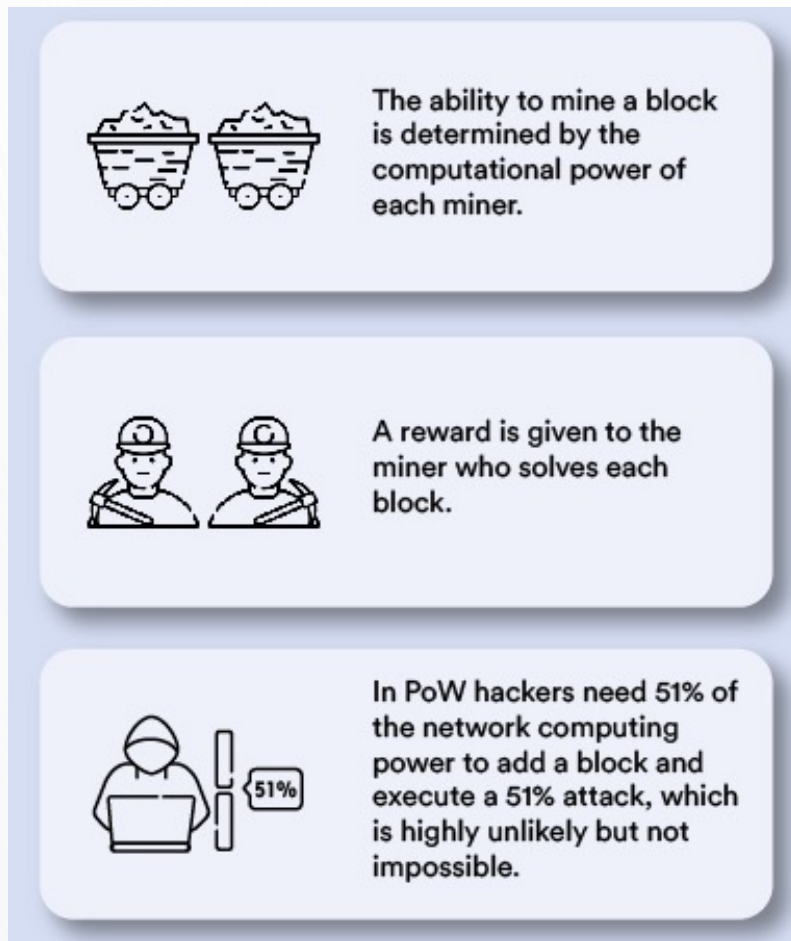 The ability to mine a block
is determined by the
computational power of
each miner.
A reward is given to the
miner who solves each
block.
51%
In PoW hackers need 51% of
the network computing
power to add a block and
execute a 51% attack, which
is highly unlikely but not
impossible.